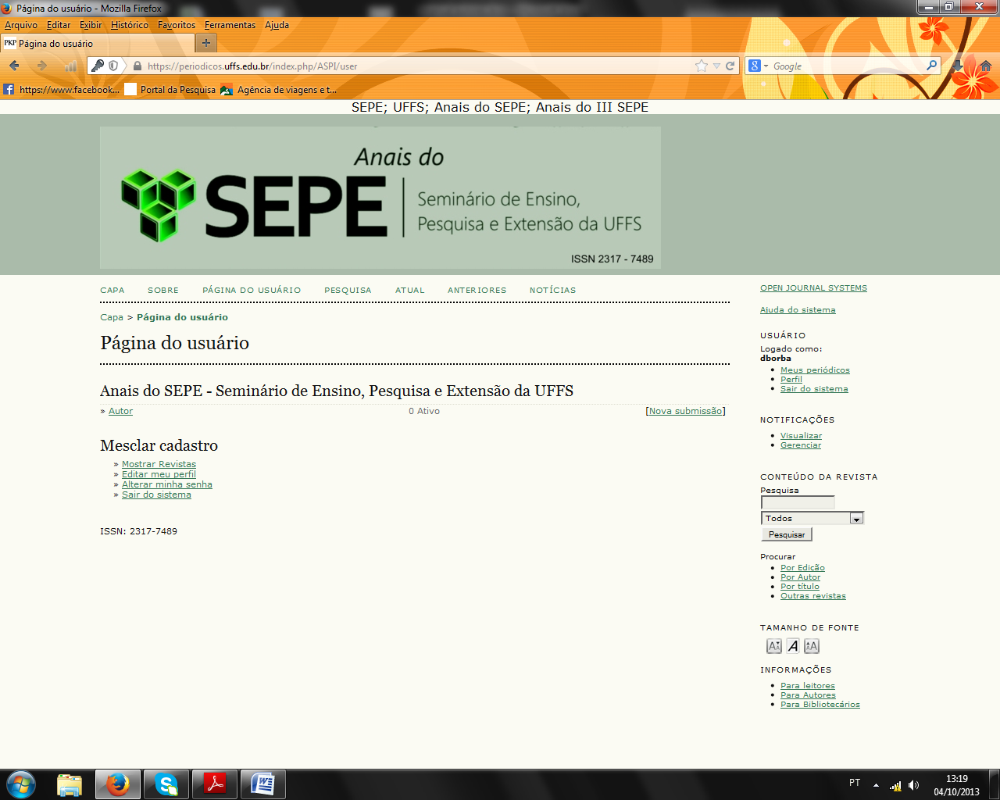 Página do usuário - Mozilla Firefox
Arquivo Editar Exibir Histórico Favoritos Ferramentas Ajuda
PKP Página do usuário
https://periodicos.uffs.edu.br/index.php/ASPI/user
Google
https://www.facebook... Portal da Pesquisa Agência de viagens e t...
SEPE; UFFS; Anais do SEPE; Anais do III SEPE
Anais do
SEPE
Seminário de Ensino,
Pesquisa e Extensão da UFFS
ISSN 2317 - 7489
CAPA SOBRE PÁGINA DO USUÁRIO PESQUISA ATUAL ANTERIORES NOTÍCIAS
Capa > Página do usuário
Página do usuário
Anais do SEPE - Seminário de Ensino, Pesquisa e Extensão da UFFS
» Autor 0 Ativo [Nova submissão]
Mesclar cadastro
» Mostrar Revistas
» Editar meu perfil
» Alterar minha senha
» Sair do sistema
ISSN: 2317-7489
OPEN JOURNAL SYSTEMS
Ajuda do sistema
USUÁRIO
Logado como:
dborba
Meus periódicos
Perfil
Sair do sistema
NOTIFICAÇÕES
Visualizar
Gerenciar
CONTEÚDO DA REVISTA
Pesquisa
Todos
Pesquisar
Procurar
Por Edição
Por Autor
Por título
Outras revistas
TAMANHO DE FONTE
INFORMAÇÕES
Para leitores
Para Autores
Para Bibliotecários
PT
13:19
04/10/2013